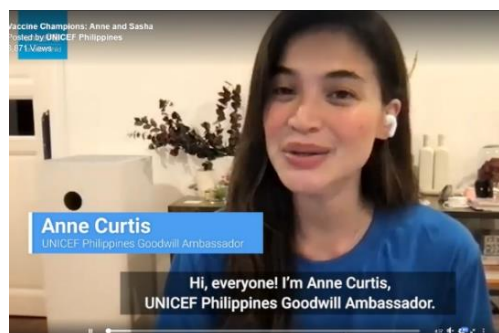 Vaccine Champions: Anne and Sasha
Posted by UNICEF Philippines
Views
Anne Curtis
UNICEF Philippines Goodwill Ambassador
Hi, everyone! I'm Anne Curtis,
UNICEF Philippines Goodwill Ambassador.